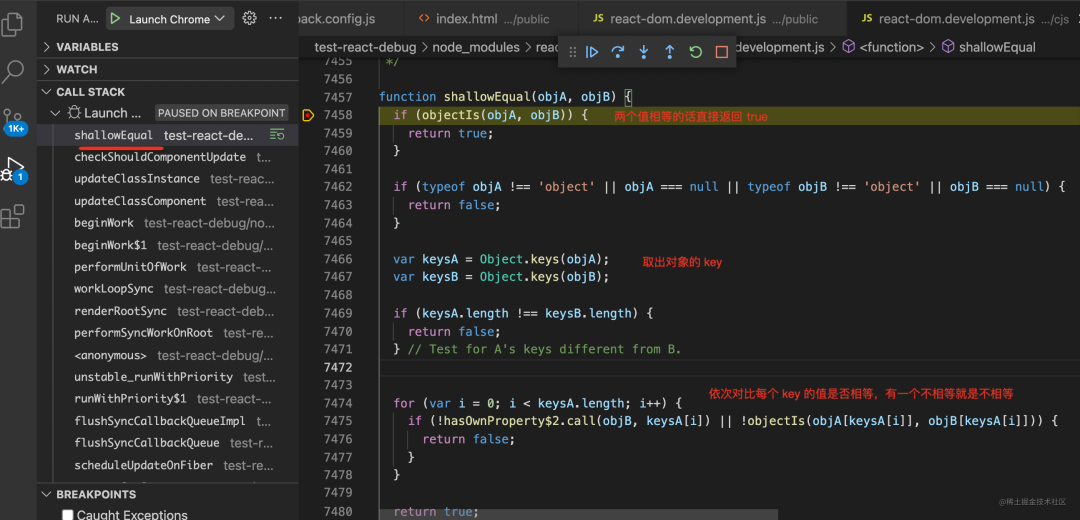 RUN A... Launch Chrome ...
back.config.js index.html .../public JS react-dom.development.js .../public JS react-dom.development.js .../cjs
VARIABLES
WATCH
CALL STACK
Launch ... PAUSED ON BREAKPOINT
shallowEqual test-react-de...
checkShouldComponentUpdate t...
updateClassInstance test-reac...
updateClassComponent test-rea...
beginWork test-react-debug/no...
beginWork$1 test-react-debug/...
performUnitOfWork test-react-...
workLoopSync test-react-debug...
renderRootSync test-react-deb...
performSyncWorkOnRoot test-re...
<anonymous> test-react-debug/...
unstable_runWithPriority test...
runWithPriority$1 test-react-...
flushSyncCallbackQueueImpl test-...
flushSyncCallbackQueue test-r...
scheduleUpdateOnFiber test-re...
BREAKPOINTS
Caught Exceptions
1K+
1
test-react-debug > node_modules > reac development.js > <function> > shallowEqual
7455 */
7456
7457 function shallowEqual(objA, objB) {
7458 if (objectIs(objA, objB)) { 两个值相等的话直接返回 true
7459 return true;
7460 }
7461
7462 if (typeof objA !== 'object' || objA === null || typeof objB !== 'object' || objB === null) {
7463 return false;
7464 }
7465
7466 var keysA = Object.keys(objA); 取出对象的 key
7467 var keysB = Object.keys(objB);
7468
7469 if (keysA.length !== keysB.length) {
7470 return false;
7471 } // Test for A's keys different from B.
7472
7473 依次对比每个 key 的值是否相等，有一个不相等就是不相等
7474 for (var i = 0; i < keysA.length; i++) {
7475 if (!hasOwnProperty$2.call(objB, keysA[i]) || !objectIs(objA[keysA[i]], objB[keysA[i]])) {
7476 return false;
7477 }
7478 }
7479
7480 return true;
@稀土掘金技术社区